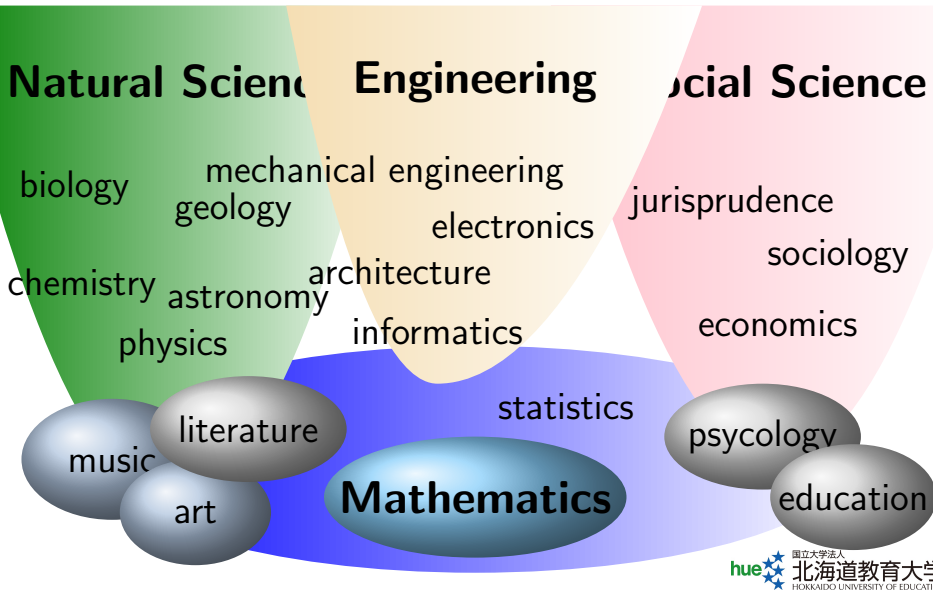 Natural Scienc
Engineering
ocial Science
mechanical engineering
biology
geology
jurisprudence
electronics
sociology
architecture
chemistry
astronomy
economics
informatics
physics
statistics
literature
psycology
music
Mathematics
education
art
hue
国立大学法人
北海道教育大学
HOKKAIDO UNIVERSITY OF EDUCATI